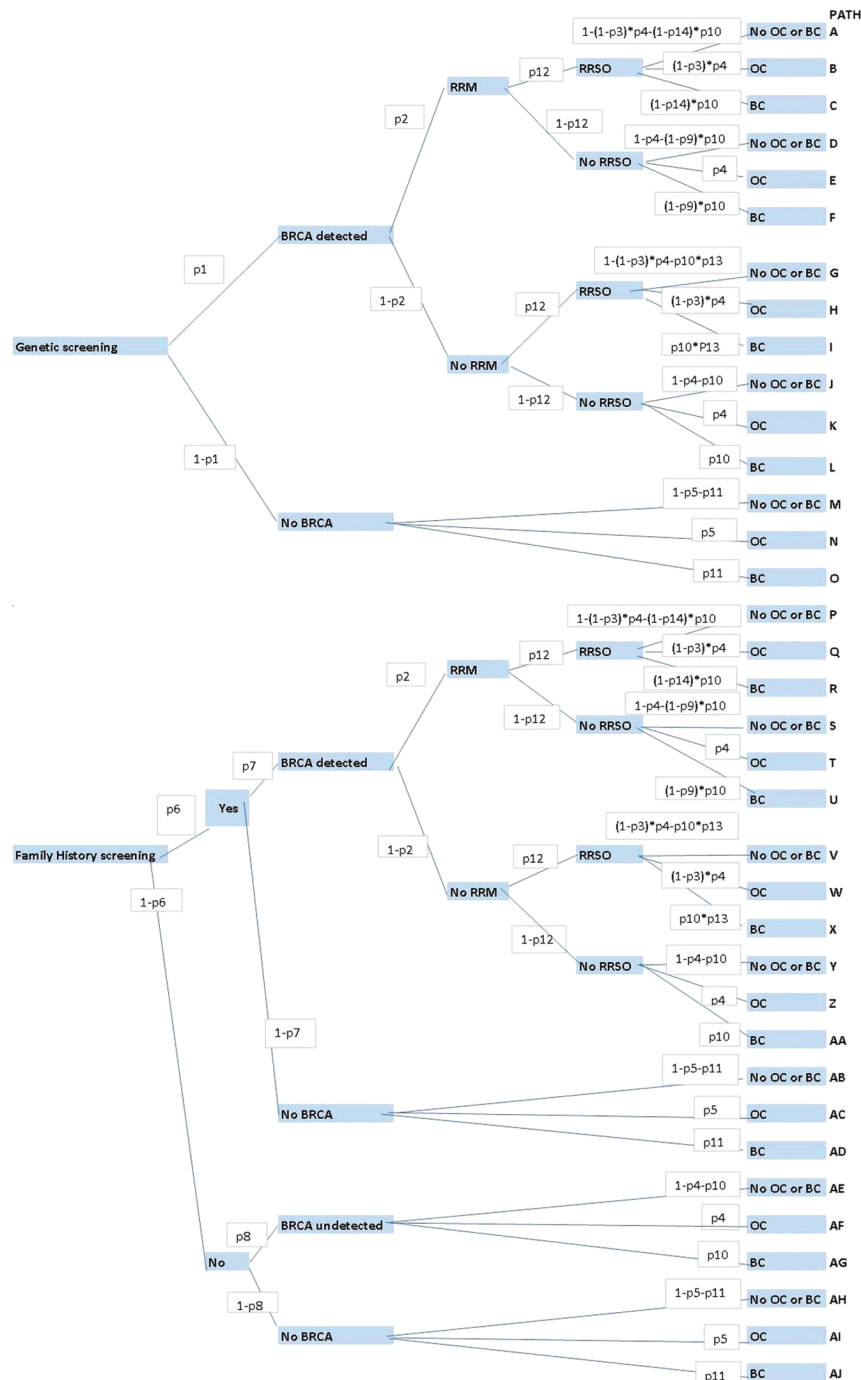 PATH
1-(1-p3)*p4-(1-p14)*p10 No OC or BC A
RRM p12 RRSO (1-p3)*p4 OC B
(1-p14)*p10 BC C
p2 1-p12 1-p4-(1-p9)*p10 No OC or BC D
No RRSO p4 OC E
(1-p9)*p10 BC F
BRCA detected
p1 1-(1-p3)*p4-p10*p13 No OC or BC G
1-p2 p12 RRSO (1-p3)*p4 OC H
Genetic screening p10*P13 BC I
No RRM 1-p4-p10 No OC or BC J
1-p12 No RRSO p4 OC K
1-p1 p10 BC L
1-p5-p11 No OC or BC M
No BRCA p5 OC N
p11 BC O
1-(1-p3)*p4-(1-p14)*p10 No OC or BC P
p12 RRSO (1-p3)*p4 OC Q
p2 RRM (1-p14)*p10 BC R
1-p12 No RRSO 1-p4-(1-p9)*p10 No OC or BC S
p7 BRCA detected p4 OC T
p6 Yes (1-p9)*p10 BC U
(1-p3)*p4-p10*p13
Family History screening 1-p2 p12 RRSO No OC or BC V
No RRM (1-p3)*p4 OC W
1-p6 p10*p13 BC X
1-p12 No RRSO 1-p4-p10 No OC or BC Y
p4 OC Z
1-p7 p10 BC AA
1-p5-p11 No OC or BC AB
No BRCA p5 OC AC
p11 BC AD
1-p4-p10 No OC or BC AE
p8 BRCA undetected p4 OC AF
No p10 BC AG
1-p8 1-p5-p11 No OC or BC AH
No BRCA p5 OC AI
p11 BC AJ